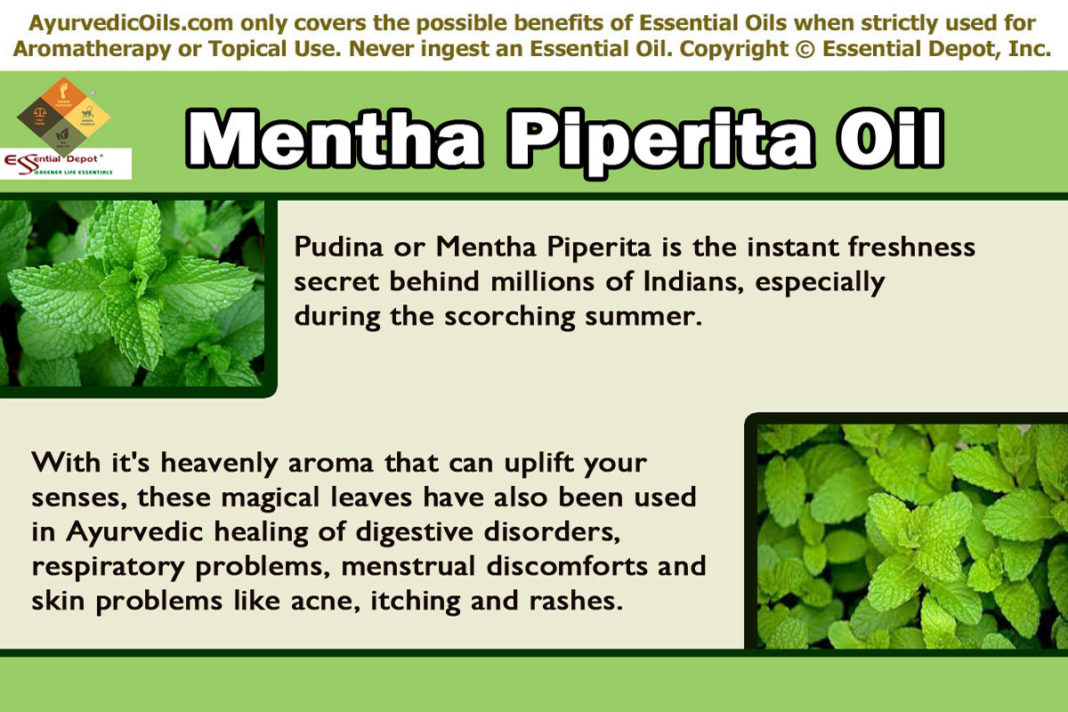 AyurvedicOils.com only covers the possible benefits of Essential Oils when strictly used for
Aromatherapy or Topical Use. Never ingest an Essential Oil. Copyright © Essential Depot, Inc.
Essential Depot
GREENER LIFE ESSENTIALS
Mentha Piperita Oil
Pudina or Mentha Piperita is the instant freshness
secret behind millions of Indians, especially
during the scorching summer.
With it's heavenly aroma that can uplift your
senses, these magical leaves have also been used
in Ayurvedic healing of digestive disorders,
respiratory problems, menstrual discomforts and
skin problems like acne, itching and rashes.